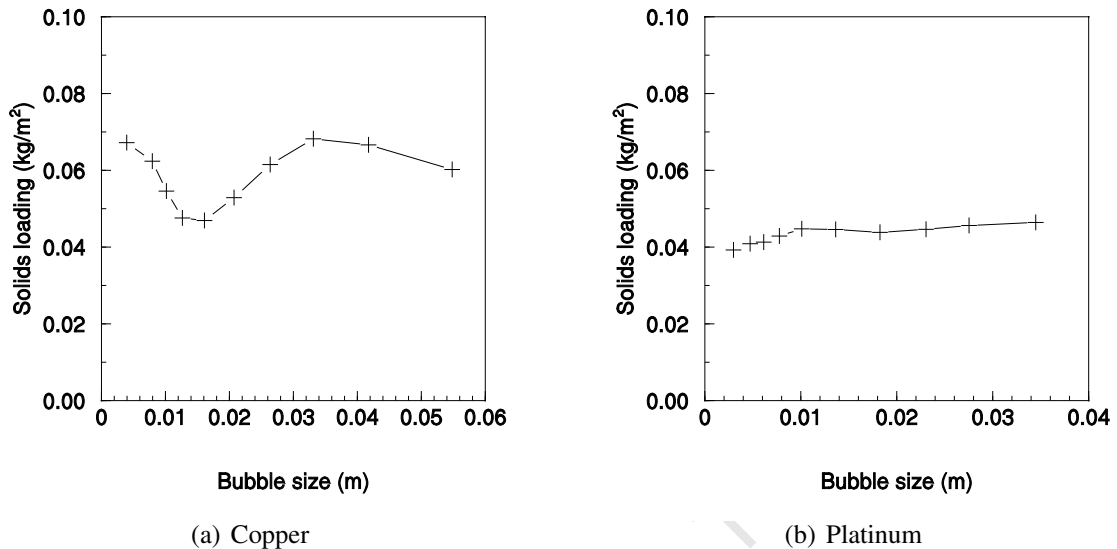 0.10
0.08
0.06
0.04
0.02
0.00
Solids loading (kg/m²)
0 0.01 0.02 0.03 0.04 0.05 0.06
Bubble size (m)
(a) Copper
0.10
0.08
0.06
0.04
0.02
0.00
Solids loading (kg/m²)
0 0.01 0.02 0.03 0.04
Bubble size (m)
(b) Platinum